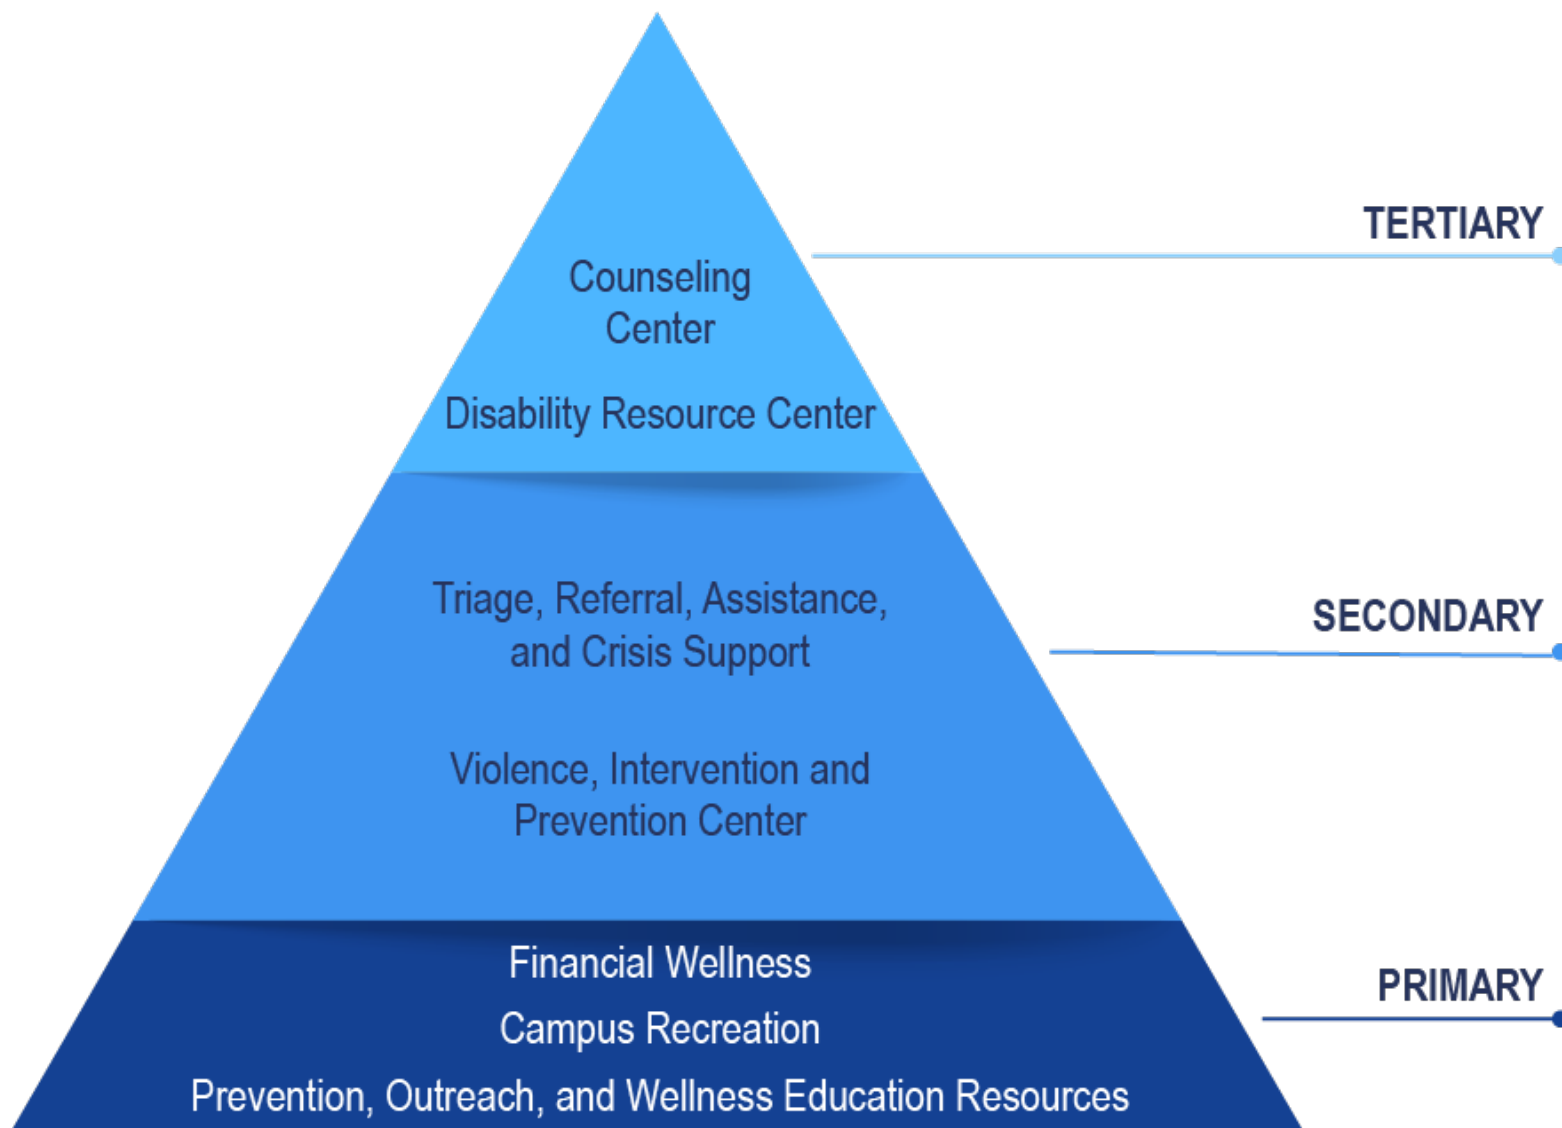 TERTIARY
Counseling
Center
Disability Resource Center
SECONDARY
Triage, Referral, Assistance,
and Crisis Support
Violence, Intervention and
Prevention Center
PRIMARY
Financial Wellness
Campus Recreation
Prevention, Outreach, and Wellness Education Resources